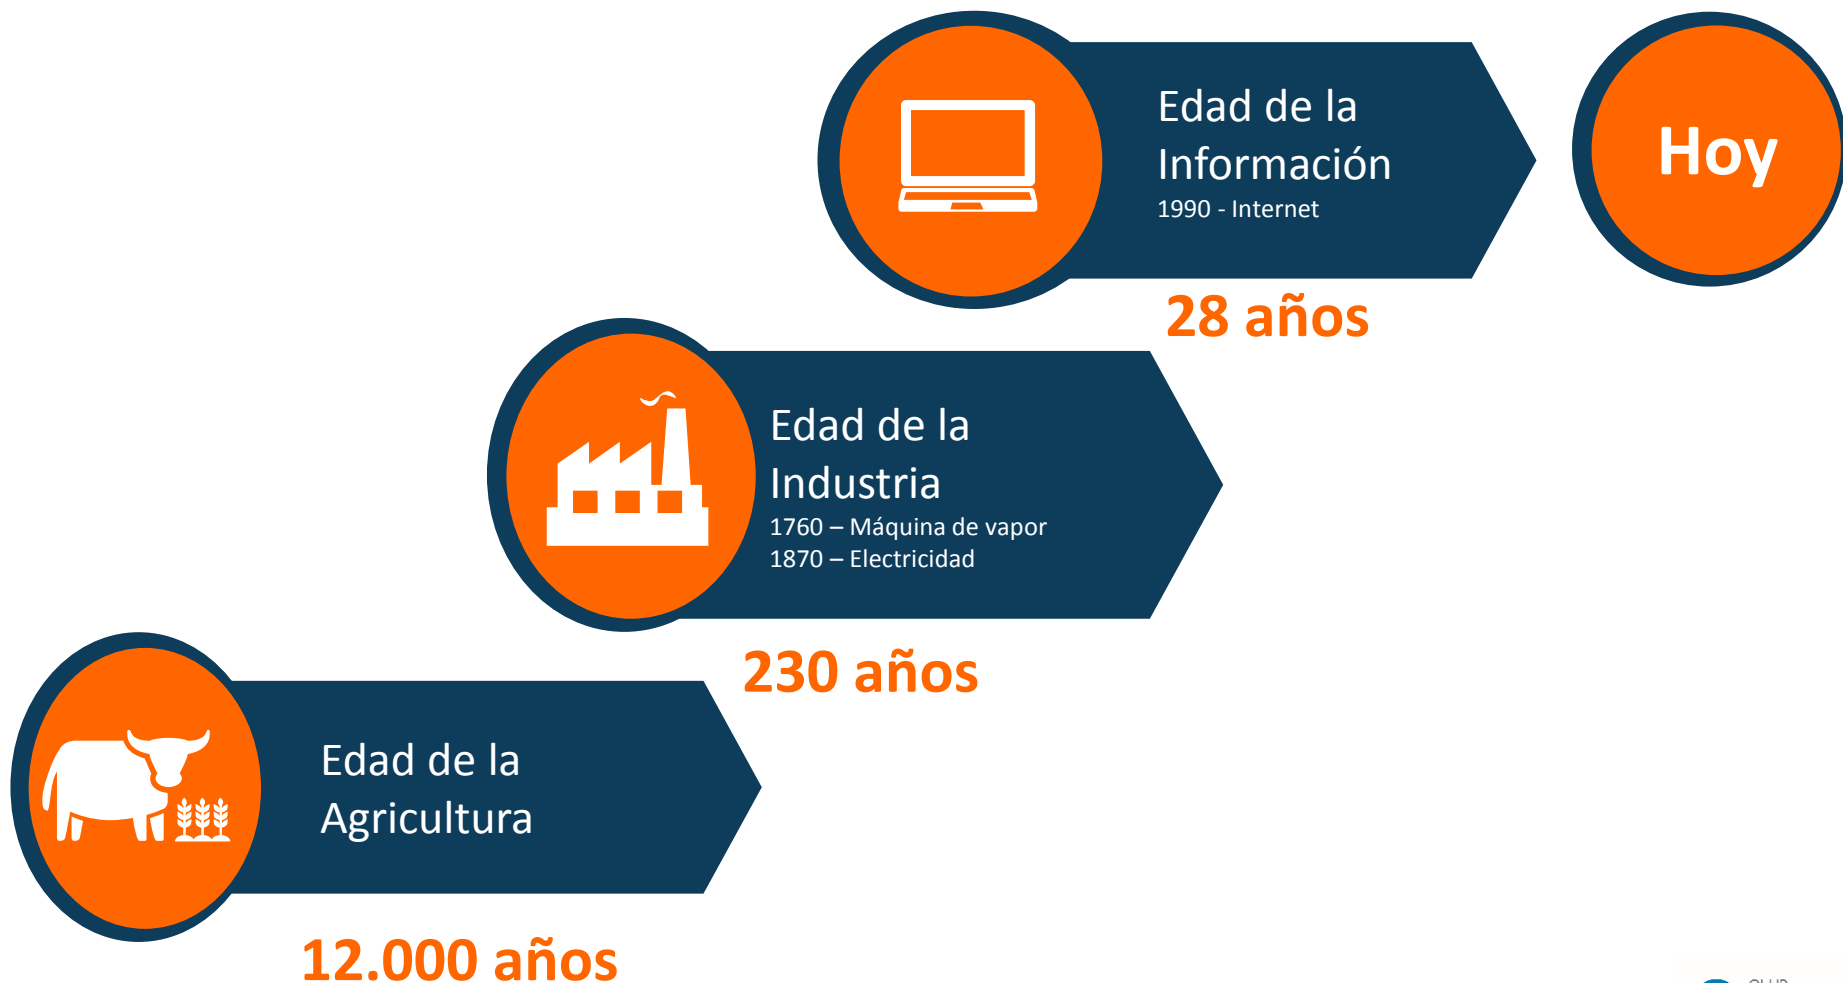 Edad de la
Información
1990 - Internet
Hoy
28 años
Edad de la
Industria
1760 – Máquina de vapor
1870 – Electricidad
230 años
Edad de la
Agricultura
12.000 años